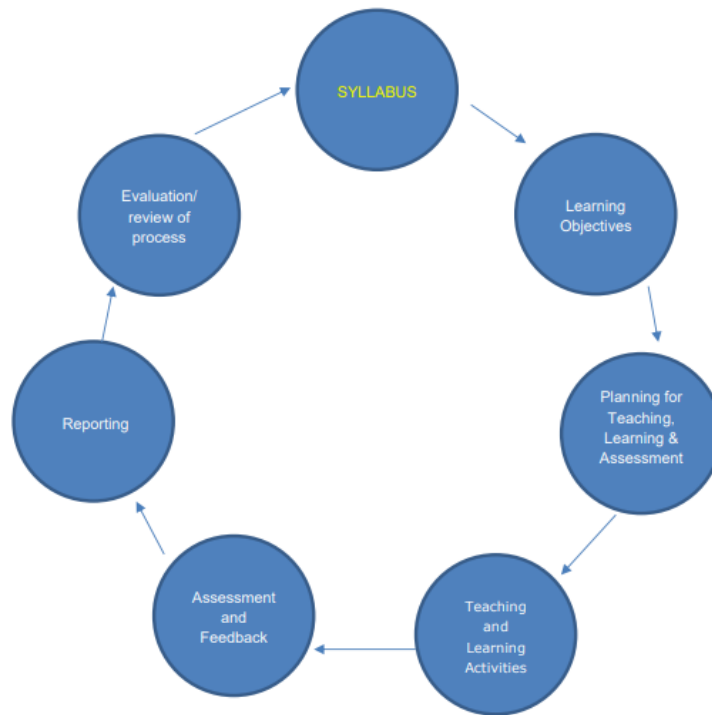 SYLLABUS
Learning
Objectives
Planning for
Teaching,
Learning &
Assessment
Teaching
and
Learning
Activities
Assessment
and
Feedback
Reporting
Evaluation/
review of
process